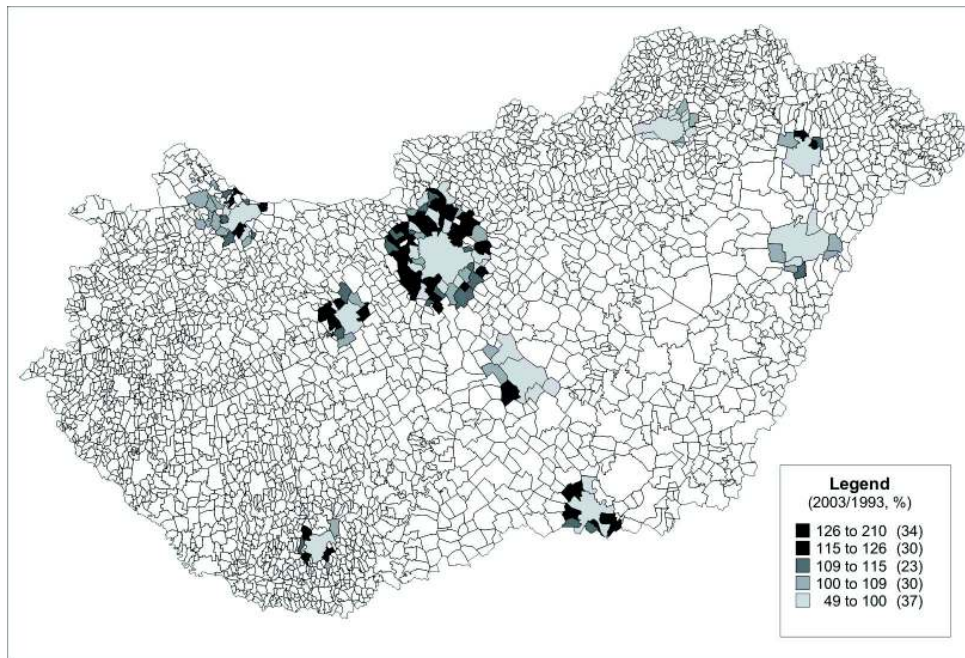 Legend
(2003/1993, %)
126 to 210 (34)
115 to 126 (30)
109 to 115 (23)
100 to 109 (30)
49 to 100 (37)